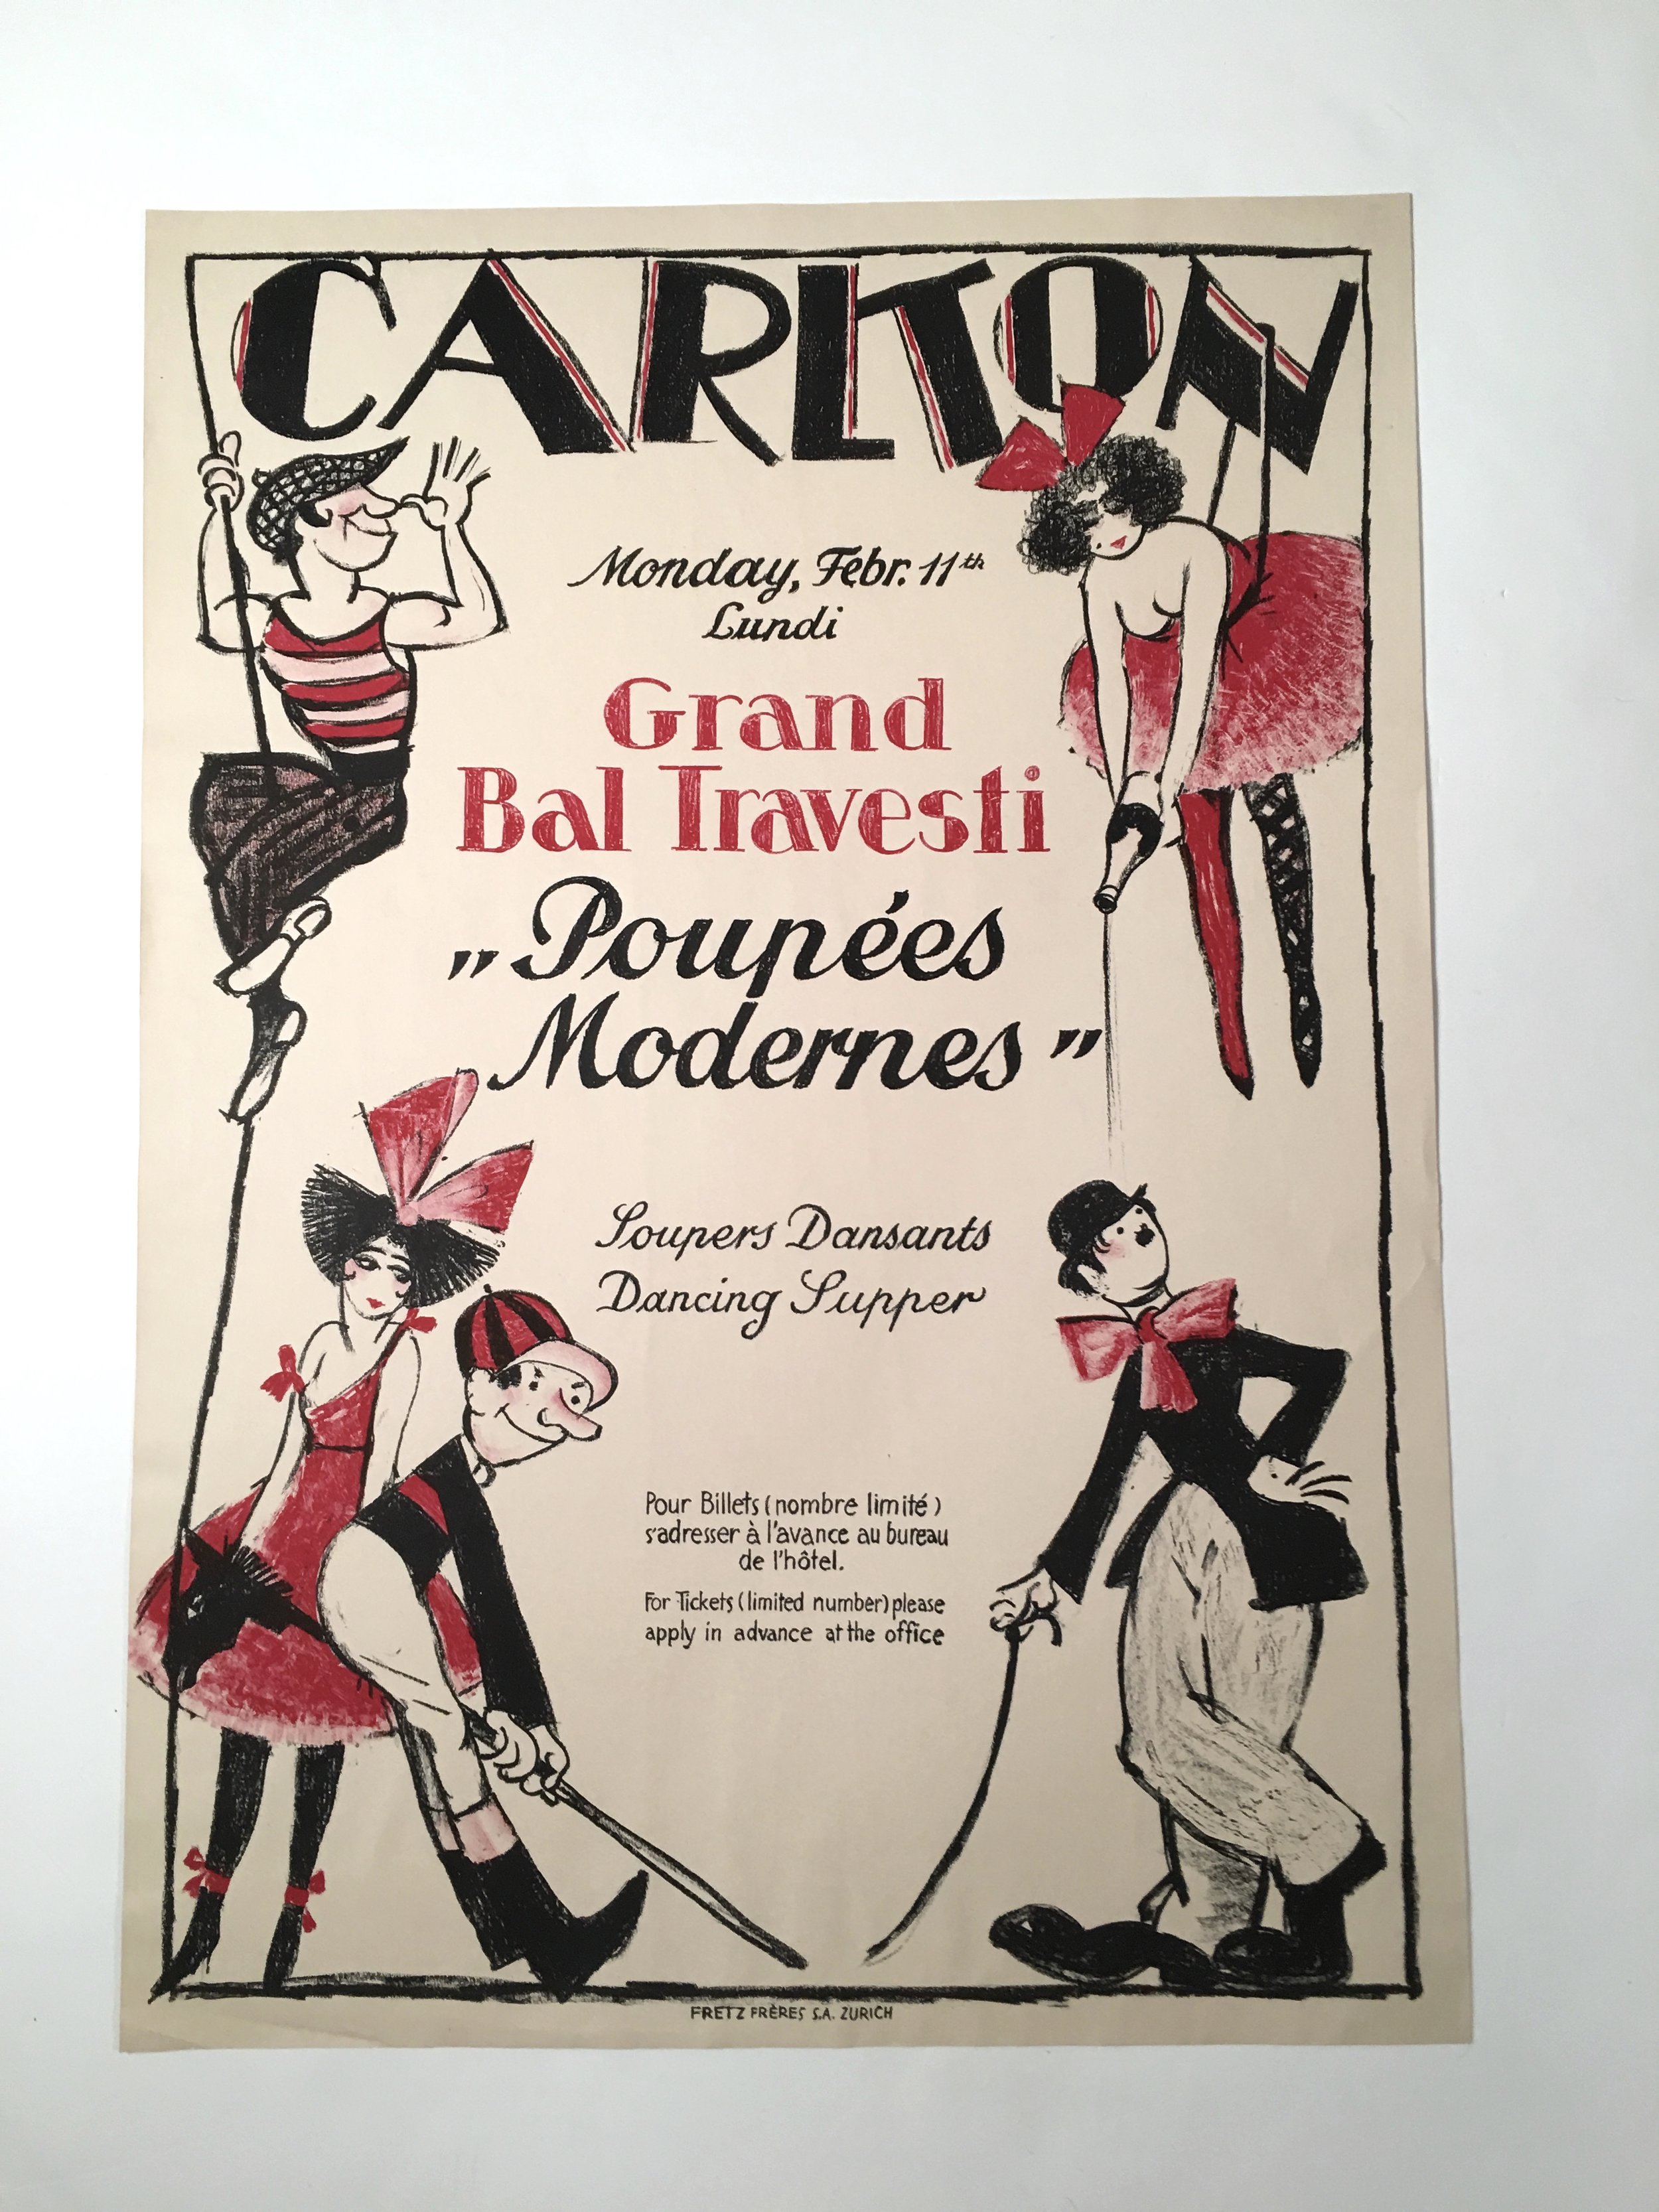 CARLTON
Monday, Febr. 11th
Lundi
Grand
Bal Travesti
„Poupées
Modernes”
Soupers Dansants
Dancing Supper
Pour Billets (nombre limité)
s'adresser à l'avance au bureau
de l'hôtel.
For Tickets (limited number) please
apply in advance at the office
FRETZ FRÈRES S.A. ZURICH